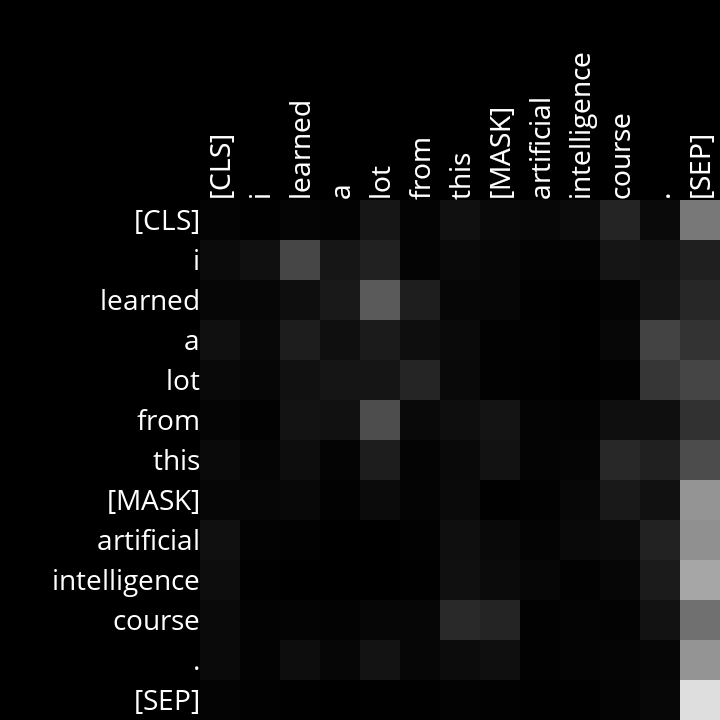 [CLS]
i
learned
a
lot
from
this
[MASK]
artificial
intelligence
course
.
[SEP]
[CLS]
i
learned
a
lot
from
this
[MASK]
artificial
intelligence
course
.
[SEP]